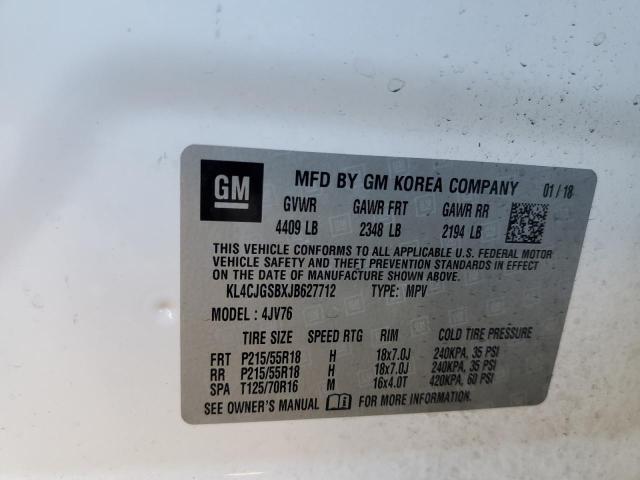 GM MFD BY GM KOREA COMPANY 01/18
GVWR GAWR FRT GAWR RR
4409 LB 2348 LB 2194 LB
THIS VEHICLE CONFORMS TO ALL APPLICABLE U.S. FEDERAL MOTOR
VEHICLE SAFETY AND THEFT PREVENTION STANDARDS IN EFFECT
ON THE DATE OF MANUFACTURE SHOWN ABOVE.
KL4CJGSBXJB627712 TYPE: MPV
MODEL : 4JV76
TIRE SIZE SPEED RTG RIM COLD TIRE PRESSURE
FRT P215/55R18 H 18x7.0J 240KPA, 35 PSI
RR P215/55R18 H 18x7.0J 240KPA, 35 PSI
SPA T125/70R16 M 16x4.0T 420KPA, 60 PSI
SEE OWNER'S MANUAL FOR MORE INFORMATION.